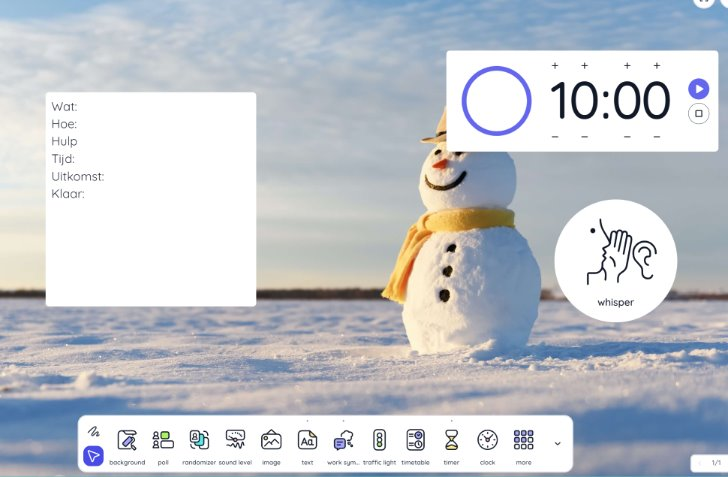 10:00
Wat:
Hoe:
Hulp
Tijd:
Uitkomst:
Klaar:
whisper
background
poll
randomizer
sound level
image
Aa
text
work sym...
traffic light
timetable
timer
clock
more
1/1